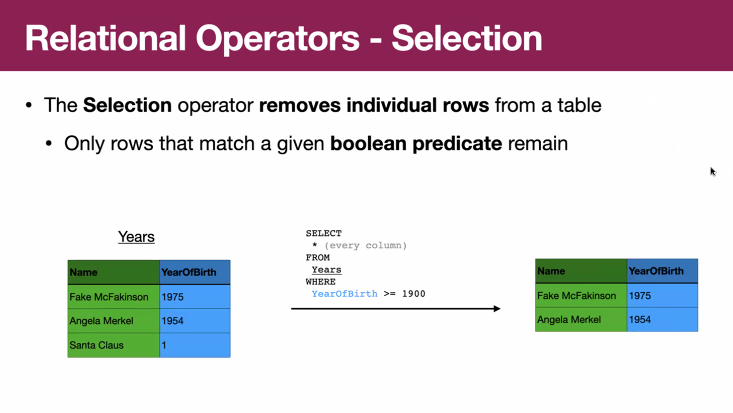 Relational Operators - Selection
• The Selection operator removes individual rows from a table
• Only rows that match a given boolean predicate remain
Years
Name YearOfBirth
Fake McFakinson 1975
Angela Merkel 1954
Santa Claus 1
SELECT
* (every column)
FROM
Years
WHERE
YearOfBirth >= 1900
Name YearOfBirth
Fake McFakinson 1975
Angela Merkel 1954